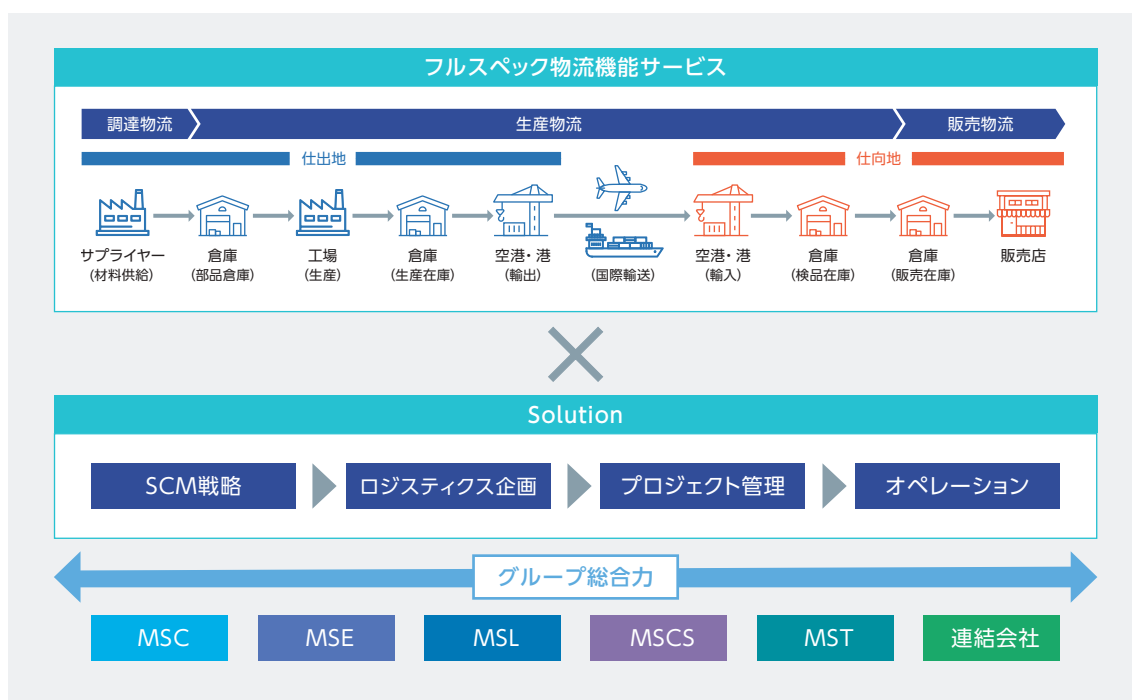 フルスペック物流機能サービス
調達物流
生産物流
販売物流
仕出地
仕向地
サプライヤー
(材料供給)
倉庫
(部品倉庫)
工場
(生産)
倉庫
(生産在庫)
空港・港
(輸出)
(国際輸送)
空港・港
(輸入)
倉庫
(検品在庫)
倉庫
(販売在庫)
販売店
Solution
SCM戦略
ロジスティクス企画
プロジェクト管理
オペレーション
グループ総合力
MSC
MSE
MSL
MSCS
MST
連結会社